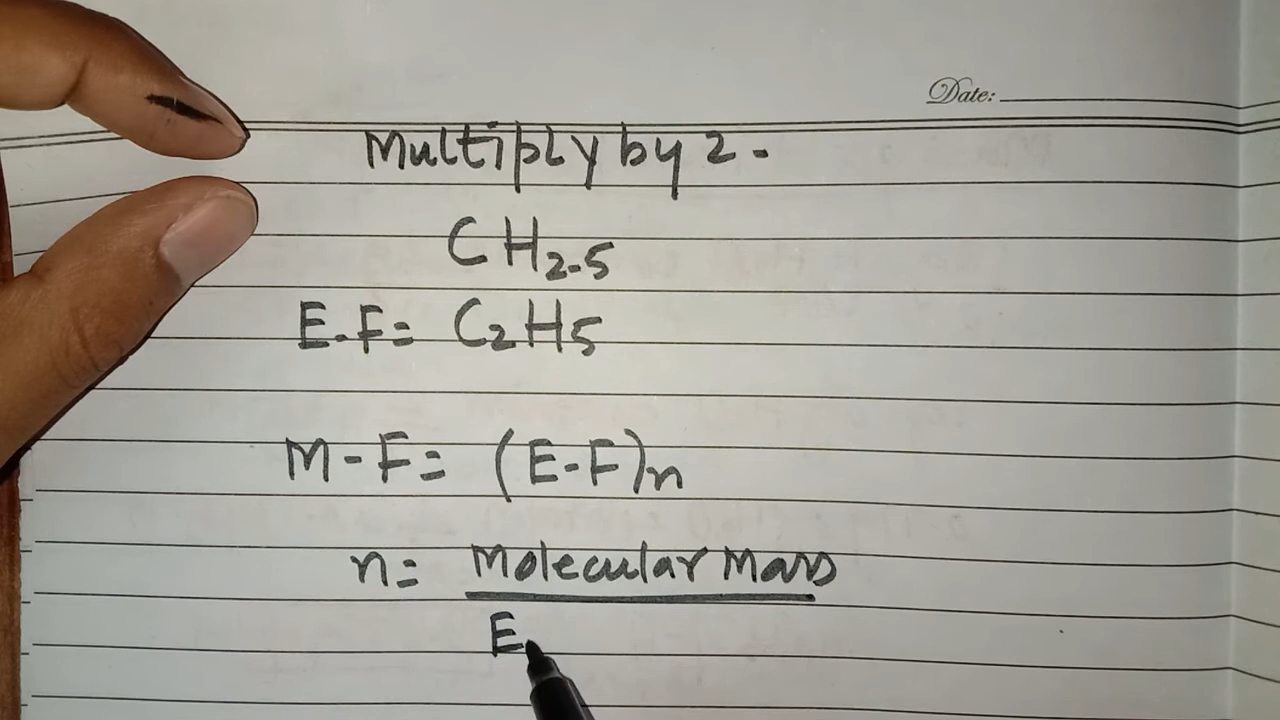 Date:
Multiply by 2.
CH2.5
E.F= C2H5
M-F= (E-F)n
n= Molecular Mass
E